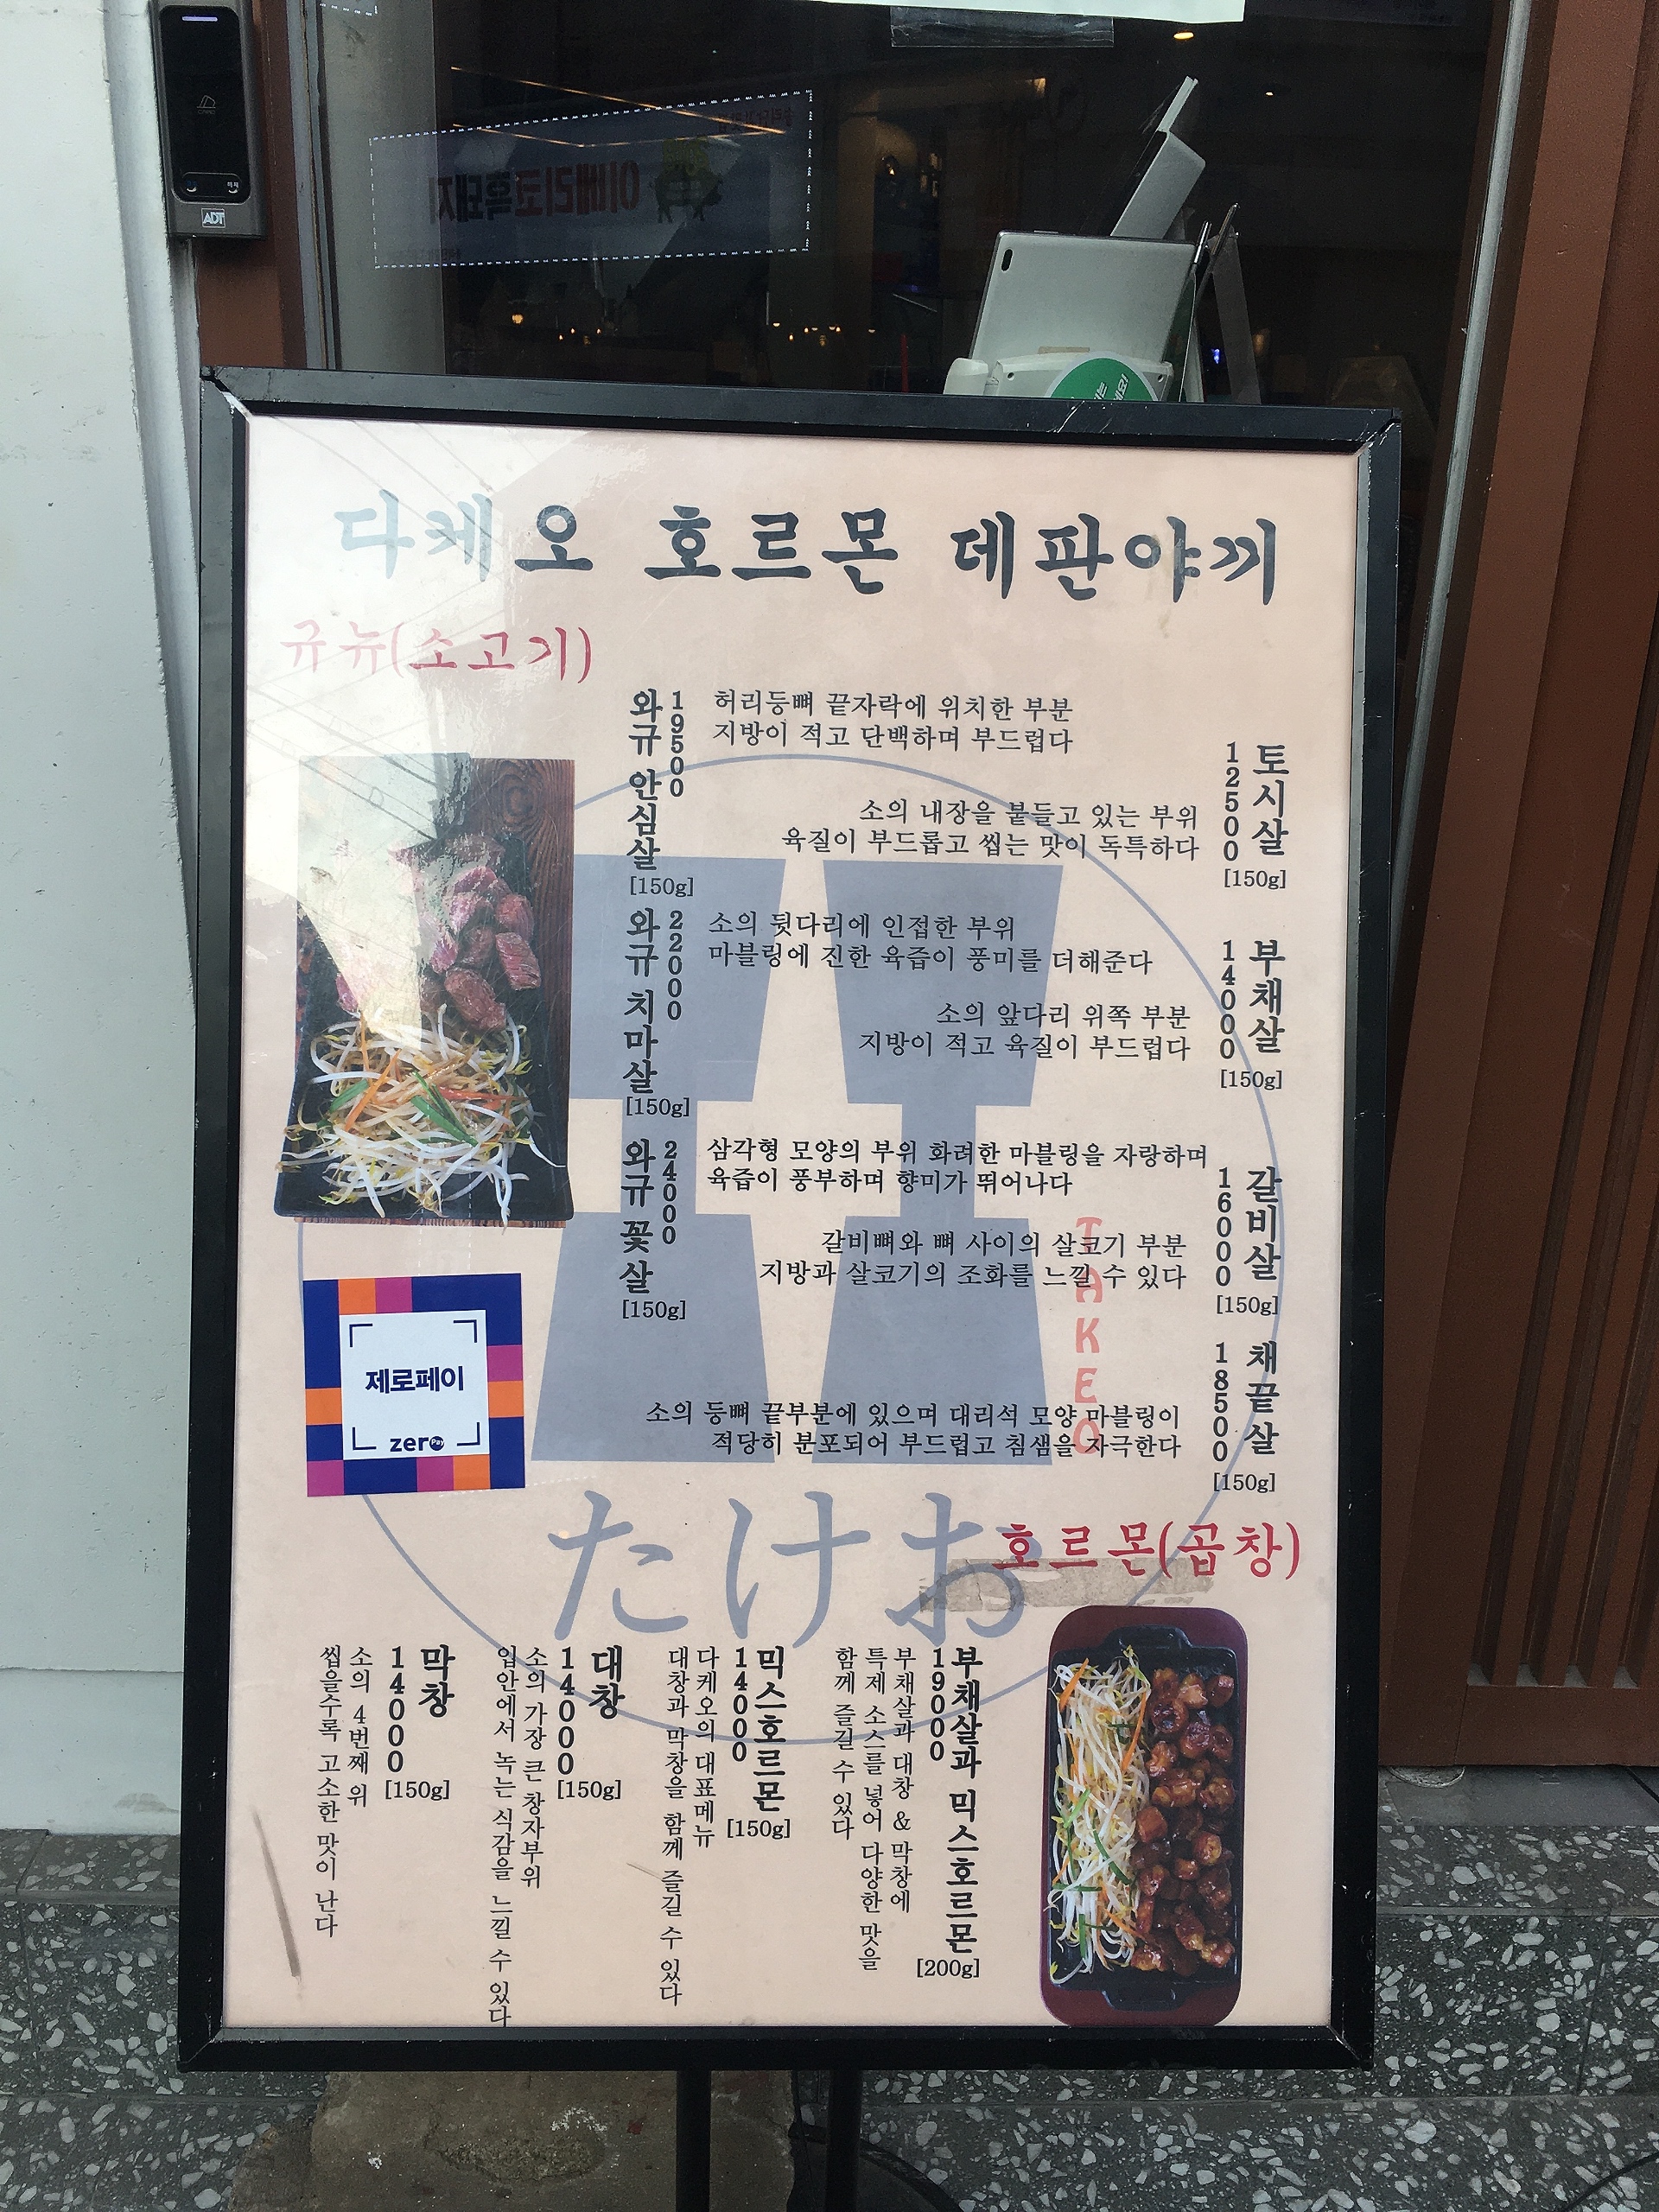 ADT
이베리코흑돼지
다케오 호르몬 데판야끼
규뉴(소고기)
와규 안심살
19500
[150g]
허리등뼈 끝자락에 위치한 부분
지방이 적고 단백하며 부드럽다
토시살
12500
[150g]
소의 내장을 붙들고 있는 부위
육질이 부드롭고 씹는 맛이 독특하다
와규 치마살
22000
[150g]
소의 뒷다리에 인접한 부위
마블링에 진한 육즙이 풍미를 더해준다
부채살
14000
[150g]
소의 앞다리 위쪽 부분
지방이 적고 육질이 부드럽다
와규 꽃살
24000
[150g]
삼각형 모양의 부위 화려한 마블링을 자랑하며
육즙이 풍부하며 향미가 뛰어나다
갈비살
16000
[150g]
갈비뼈와 뼈 사이의 살코기 부분
지방과 살코기의 조화를 느낄 수 있다
TAKEO
채끝살
18500
[150g]
소의 등뼈 끝부분에 있으며 대리석 모양 마블링이
적당히 분포되어 부드럽고 침샘을 자극한다
제로페이
zero Pay
たけお
호르몬(곱창)
부채살과 믹스호르몬
19000
[200g]
부채살과 대창 & 막창에
특제 소스를 넣어 다양한 맛을
함께 즐길 수 있다
믹스호르몬
14000
[150g]
다케오의 대표메뉴
대창과 막창을 함께 즐길 수 있다
대창
14000
[150g]
소의 가장 큰 창자부위
입안에서 녹는 식감을 느낄 수 있다
막창
14000
[150g]
소의 4번째 위
씹을수록 고소한 맛이 난다